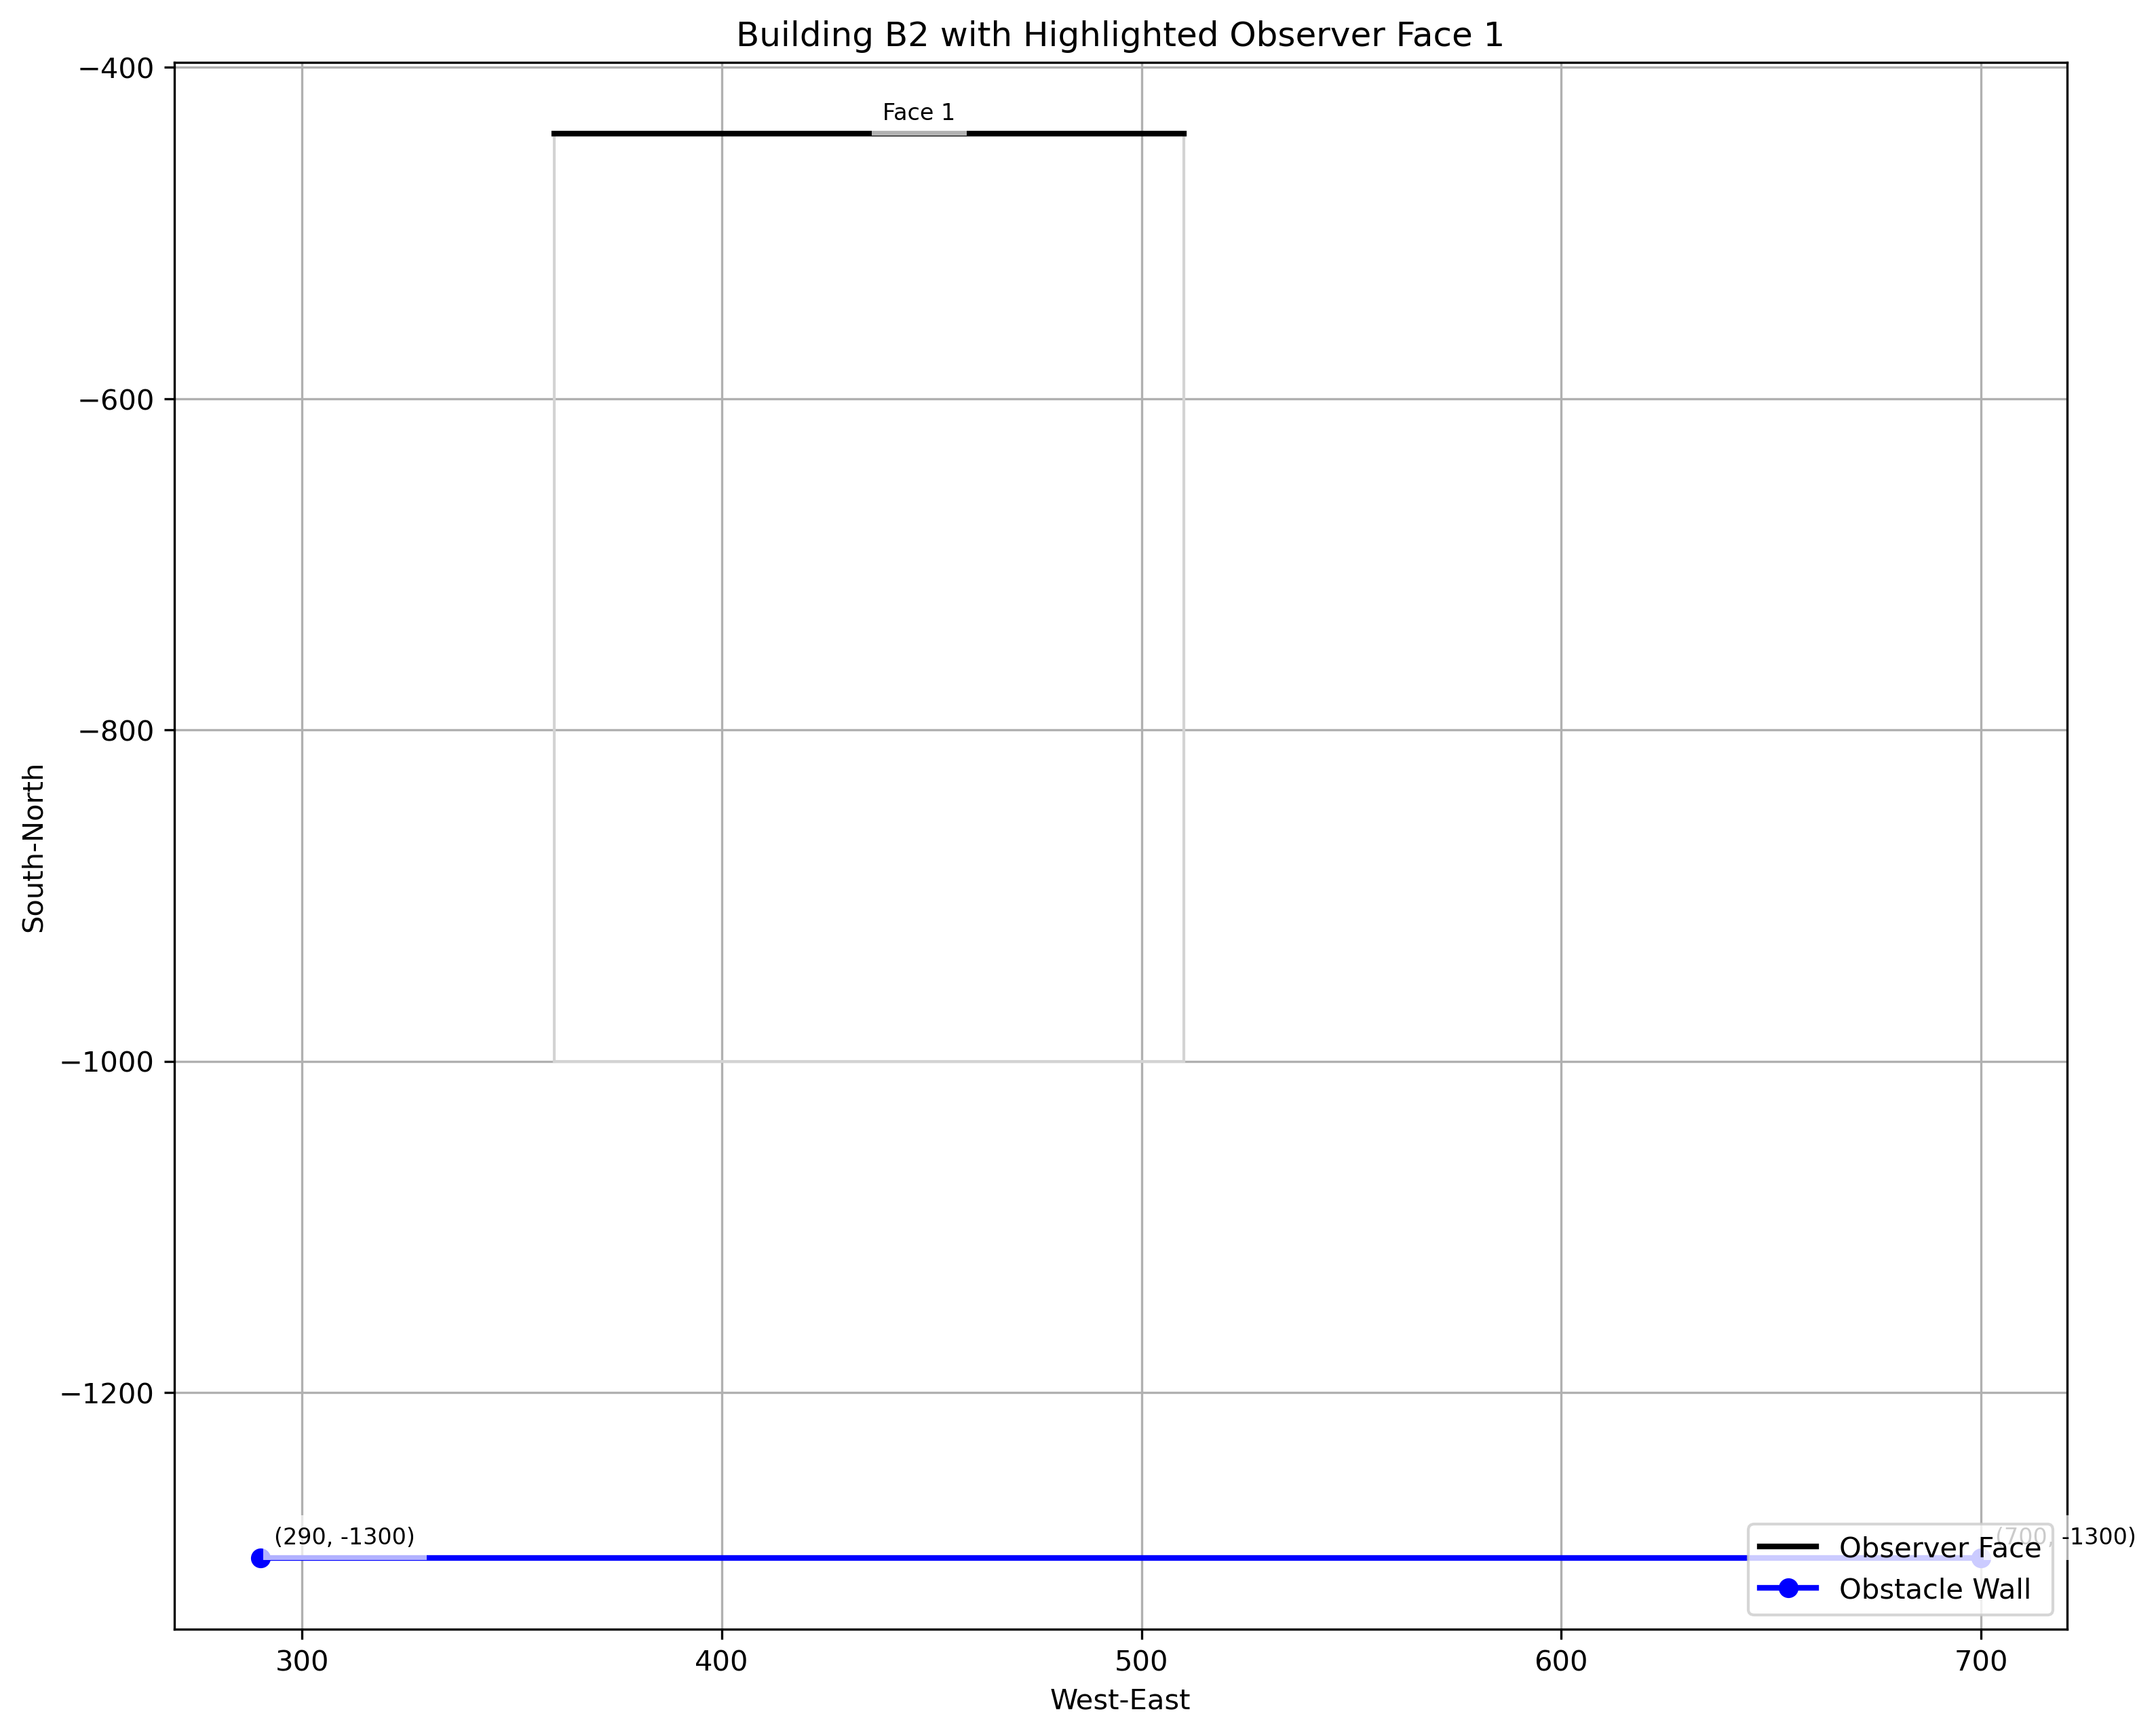 Building B2 with Highlighted Observer Face 1
−400
Face 1
−600
−800
South-North
−1000
−1200
(290, -1300)
(700, -1300)
Observer Face
Obstacle Wall
300
400
500
600
700
West-East